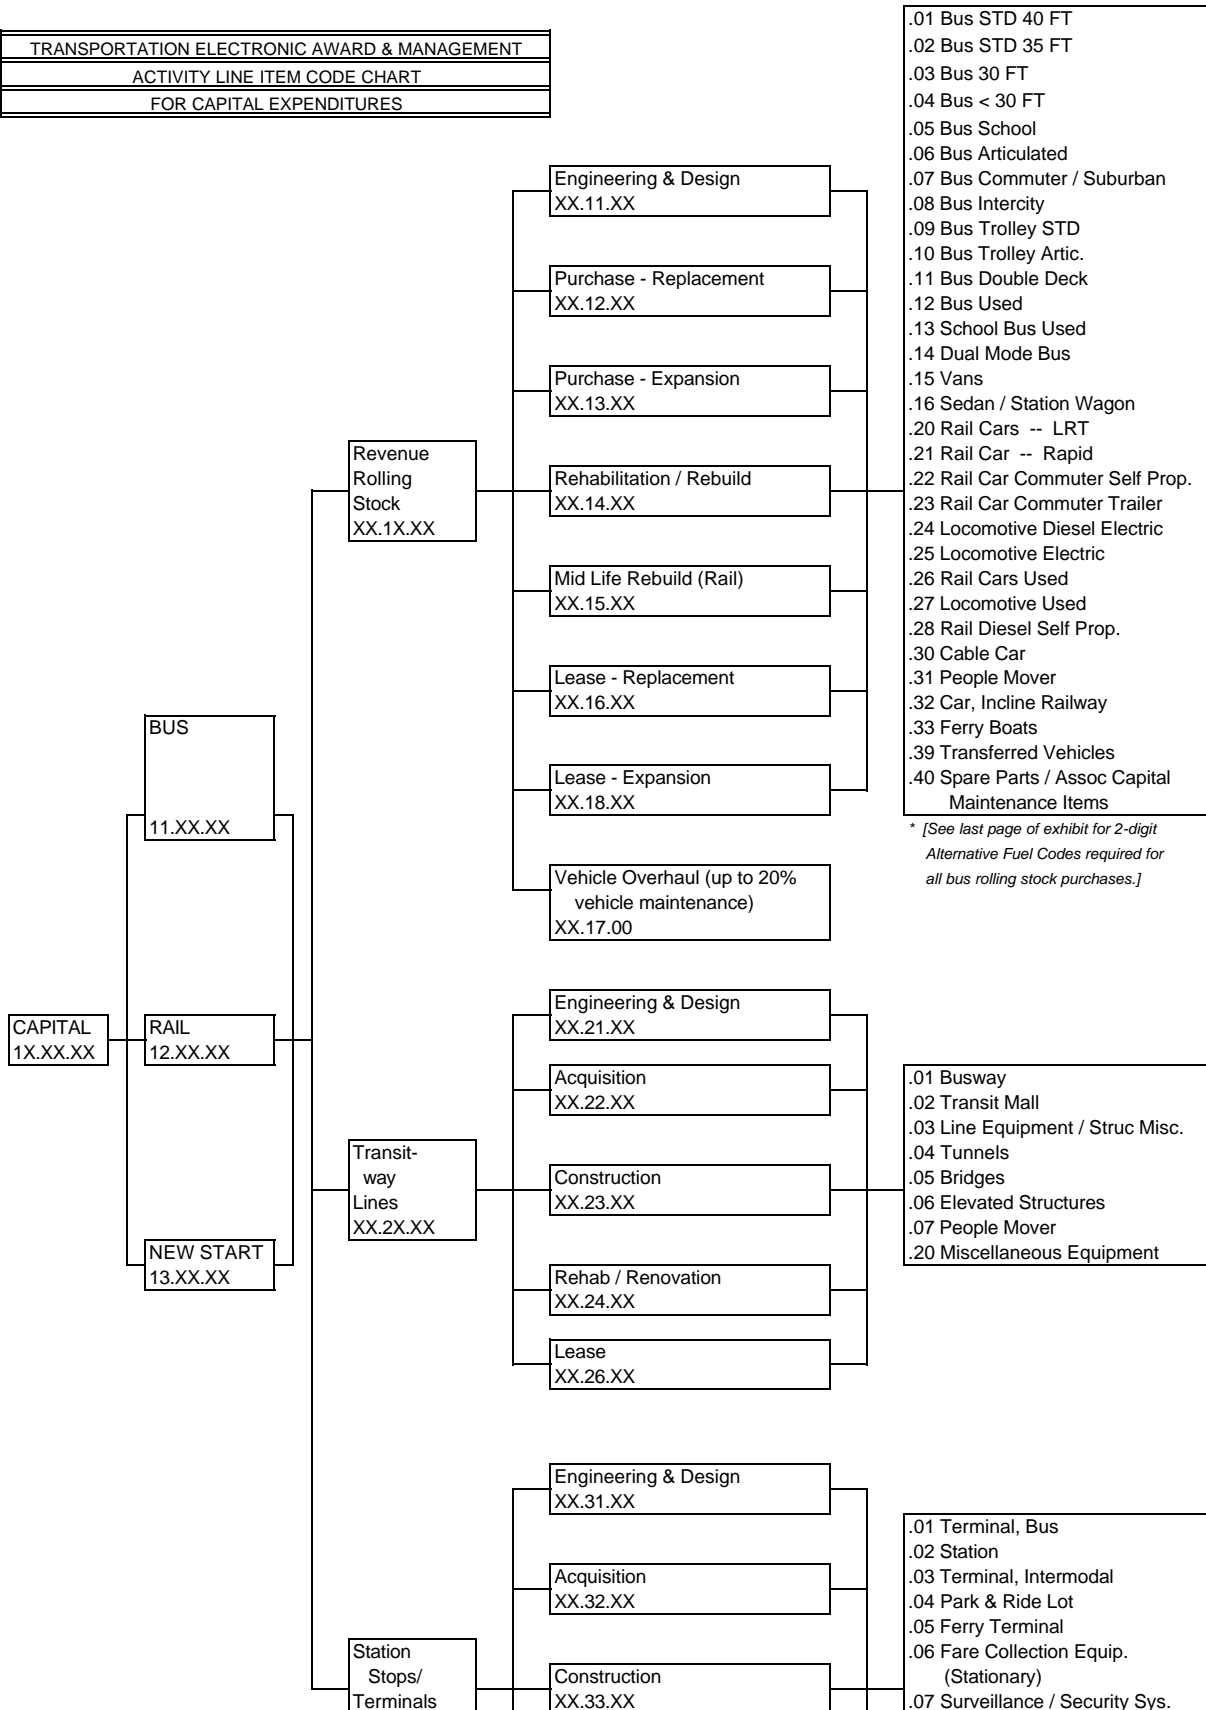 TRANSPORTATION ELECTRONIC AWARD & MANAGEMENT
ACTIVITY LINE ITEM CODE CHART
FOR CAPITAL EXPENDITURES
CAPITAL
1X.XX.XX
BUS
11.XX.XX
RAIL
12.XX.XX
NEW START
13.XX.XX
Revenue
Rolling
Stock
XX.1X.XX
Engineering & Design
XX.11.XX
Purchase - Replacement
XX.12.XX
Purchase - Expansion
XX.13.XX
Rehabilitation / Rebuild
XX.14.XX
Mid Life Rebuild (Rail)
XX.15.XX
Lease - Replacement
XX.16.XX
Lease - Expansion
XX.18.XX
Vehicle Overhaul (up to 20%
vehicle maintenance)
XX.17.00
.01 Bus STD 40 FT
.02 Bus STD 35 FT
.03 Bus 30 FT
.04 Bus < 30 FT
.05 Bus School
.06 Bus Articulated
.07 Bus Commuter / Suburban
.08 Bus Intercity
.09 Bus Trolley STD
.10 Bus Trolley Artic.
.11 Bus Double Deck
.12 Bus Used
.13 School Bus Used
.14 Dual Mode Bus
.15 Vans
.16 Sedan / Station Wagon
.20 Rail Cars -- LRT
.21 Rail Car -- Rapid
.22 Rail Car Commuter Self Prop.
.23 Rail Car Commuter Trailer
.24 Locomotive Diesel Electric
.25 Locomotive Electric
.26 Rail Cars Used
.27 Locomotive Used
.28 Rail Diesel Self Prop.
.30 Cable Car
.31 People Mover
.32 Car, Incline Railway
.33 Ferry Boats
.39 Transferred Vehicles
.40 Spare Parts / Assoc Capital
Maintenance Items
* [See last page of exhibit for 2-digit
Alternative Fuel Codes required for
all bus rolling stock purchases.]
Transit-
way
Lines
XX.2X.XX
Engineering & Design
XX.21.XX
Acquisition
XX.22.XX
Construction
XX.23.XX
Rehab / Renovation
XX.24.XX
Lease
XX.26.XX
.01 Busway
.02 Transit Mall
.03 Line Equipment / Struc Misc.
.04 Tunnels
.05 Bridges
.06 Elevated Structures
.07 People Mover
.20 Miscellaneous Equipment
Station
Stops/
Terminals
Engineering & Design
XX.31.XX
Acquisition
XX.32.XX
Construction
XX.33.XX
.01 Terminal, Bus
.02 Station
.03 Terminal, Intermodal
.04 Park & Ride Lot
.05 Ferry Terminal
.06 Fare Collection Equip.
(Stationary)
.07 Surveillance / Security Sys.